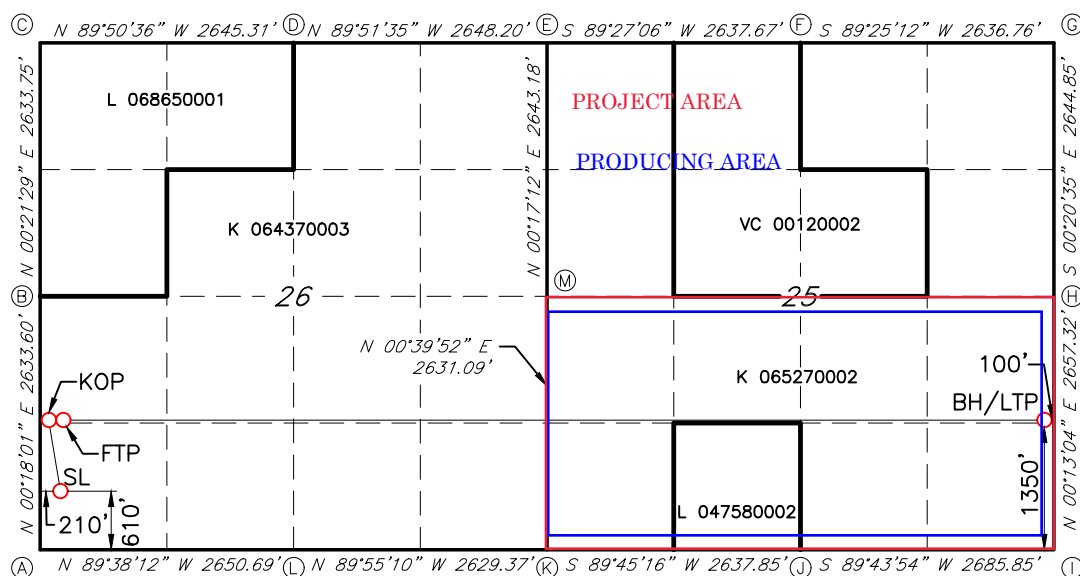 C N 89°50'36" W 2645.31' D N 89°51'35" W 2648.20' E S 89°27'06" W 2637.67' F S 89°25'12" W 2636.76' G
N 00°21'29" E 2633.75'
L 068650001
N 00°17'12" E 2643.18'
PROJECT AREA
PRODUCING AREA
S 00°20'35" E 2644.85'
K 064370003
VC 00120002
B
26
M
25
H
N 00°18'01" E 2633.60'
N 00°39'52" E
2631.09'
K 065270002
N 00°13'04" E 2657.32'
100'
BH/LTP
KOP
FTP
SL
210'
610'
L 047580002
1350'
A N 89°38'12" W 2650.69' L N 89°55'10" W 2629.37' K S 89°45'16" W 2637.85' J S 89°43'54" W 2685.85' I